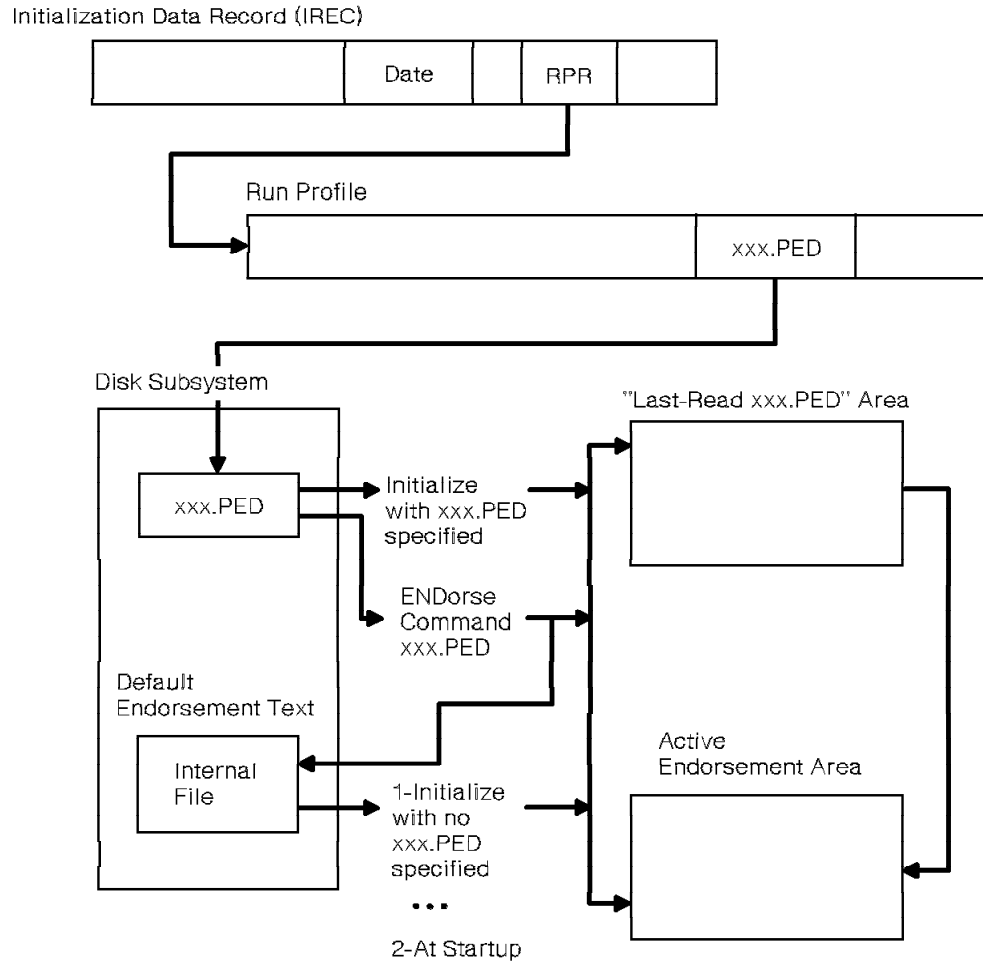 Initialization Data Record (IREC)
Date
RPR
Run Profile
xxx.PED
Disk Subsystem
"Last-Read xxx.PED" Area
xxx.PED
Initialize
with xxx.PED
specified
ENDorse
Command
xxx.PED
Default
Endorsement Text
Internal
File
1-Initialize
with no
xxx.PED
specified
...
2-At Startup
Active
Endorsement Area